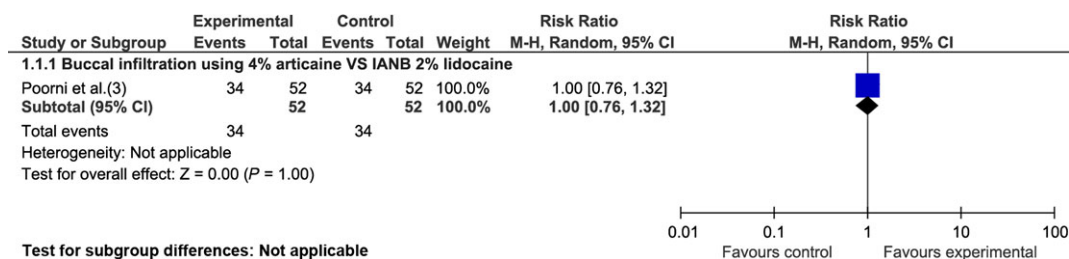 Experimental Control Risk Ratio Risk Ratio
Study or Subgroup Events Total Events Total Weight M-H, Random, 95% CI M-H, Random, 95% CI
1.1.1 Buccal infiltration using 4% articaine VS IANB 2% lidocaine
Poorni et al.(3) 34 52 34 52 100.0% 1.00 [0.76, 1.32]
Subtotal (95% CI) 52 52 100.0% 1.00 [0.76, 1.32]
Total events 34 34
Heterogeneity: Not applicable
Test for overall effect: Z = 0.00 (P = 1.00)
0.01 0.1 1 10 100
Test for subgroup differences: Not applicable Favours control Favours experimental